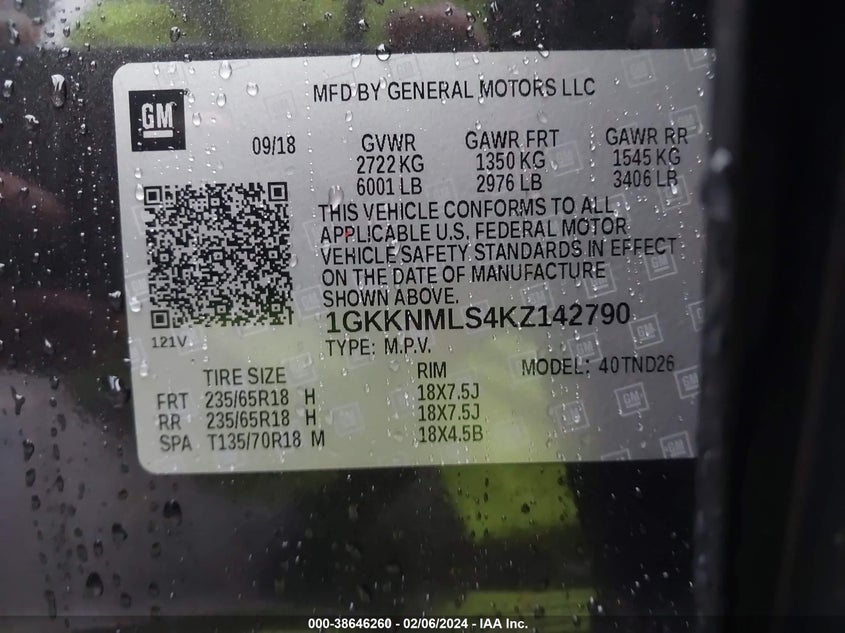 MFD BY GENERAL MOTORS LLC
GM
09/18
GVWR GAWR FRT GAWR RR
2722 KG 1350 KG 1545 KG
6001 LB 2976 LB 3406 LB
THIS VEHICLE CONFORMS TO ALL
APPLICABLE U.S. FEDERAL MOTOR
VEHICLE SAFETY STANDARDS IN EFFECT
ON THE DATE OF MANUFACTURE
SHOWN ABOVE.
1GKKNMLS4KZ142790
121V
TYPE: M.P.V. MODEL: 40TND26
TIRE SIZE RIM
FRT 235/65R18 H 18X7.5J
RR 235/65R18 H 18X7.5J
SPA T135/70R18 M 18X4.5B
000-38646260 - 02/06/2024 - IAA Inc.